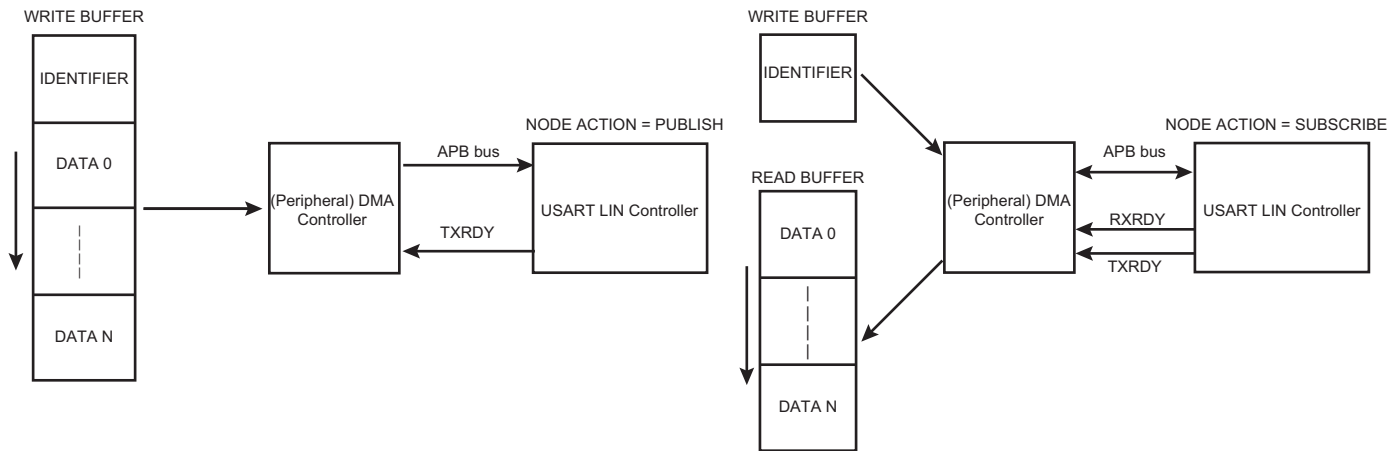 WRITE BUFFER
IDENTIFIER
DATA 0
DATA N
(Peripheral) DMA
Controller
APB bus
TXRDY
NODE ACTION = PUBLISH
USART LIN Controller
WRITE BUFFER
IDENTIFIER
READ BUFFER
DATA 0
DATA N
(Peripheral) DMA
Controller
APB bus
RXRDY
TXRDY
NODE ACTION = SUBSCRIBE
USART LIN Controller